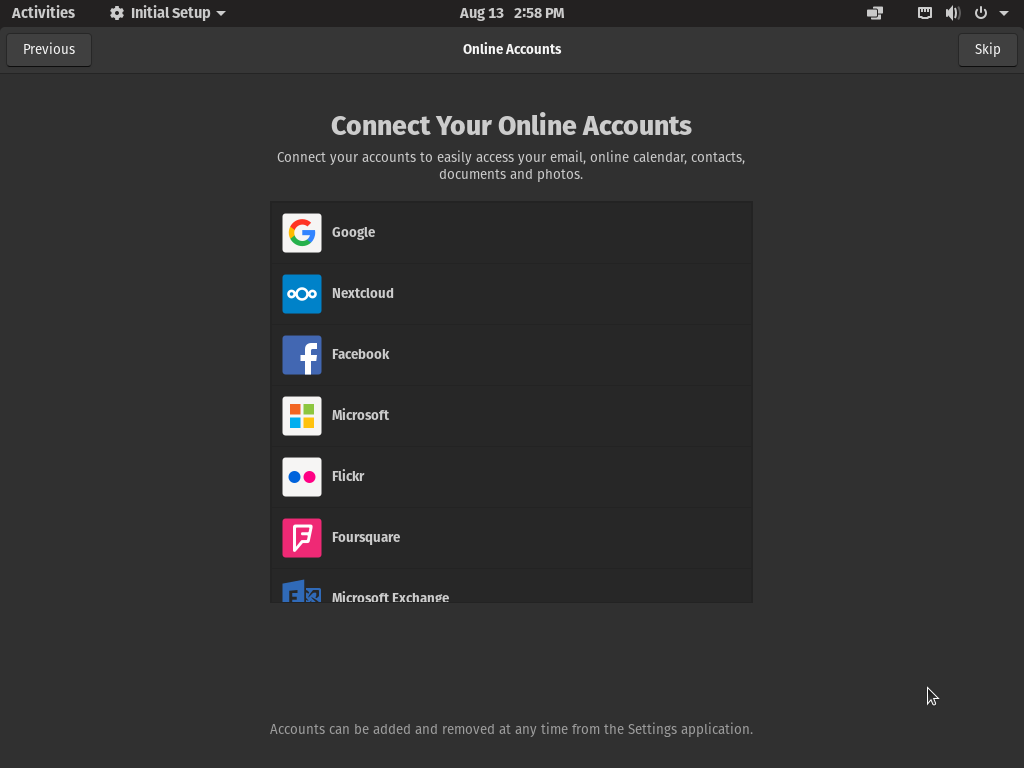 Activities Initial Setup Aug 13 2:58 PM
Previous Online Accounts Skip
Connect Your Online Accounts
Connect your accounts to easily access your email, online calendar, contacts,
documents and photos.
Google
Nextcloud
Facebook
Microsoft
Flickr
Foursquare
Microsoft Exchange
Accounts can be added and removed at any time from the Settings application.